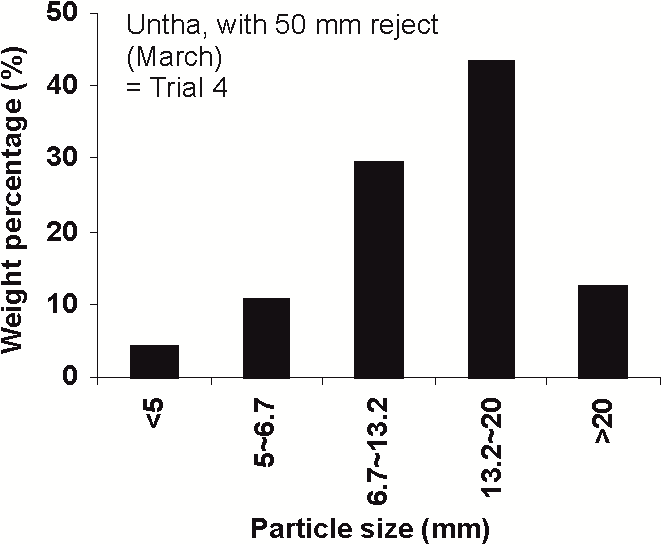 Untha, with 50 mm reject
(March)
= Trial 4
Weight percentage (%)
50
40
30
20
10
0
<5
5~6.7
6.7~13.2
13.2~20
>20
Particle size (mm)